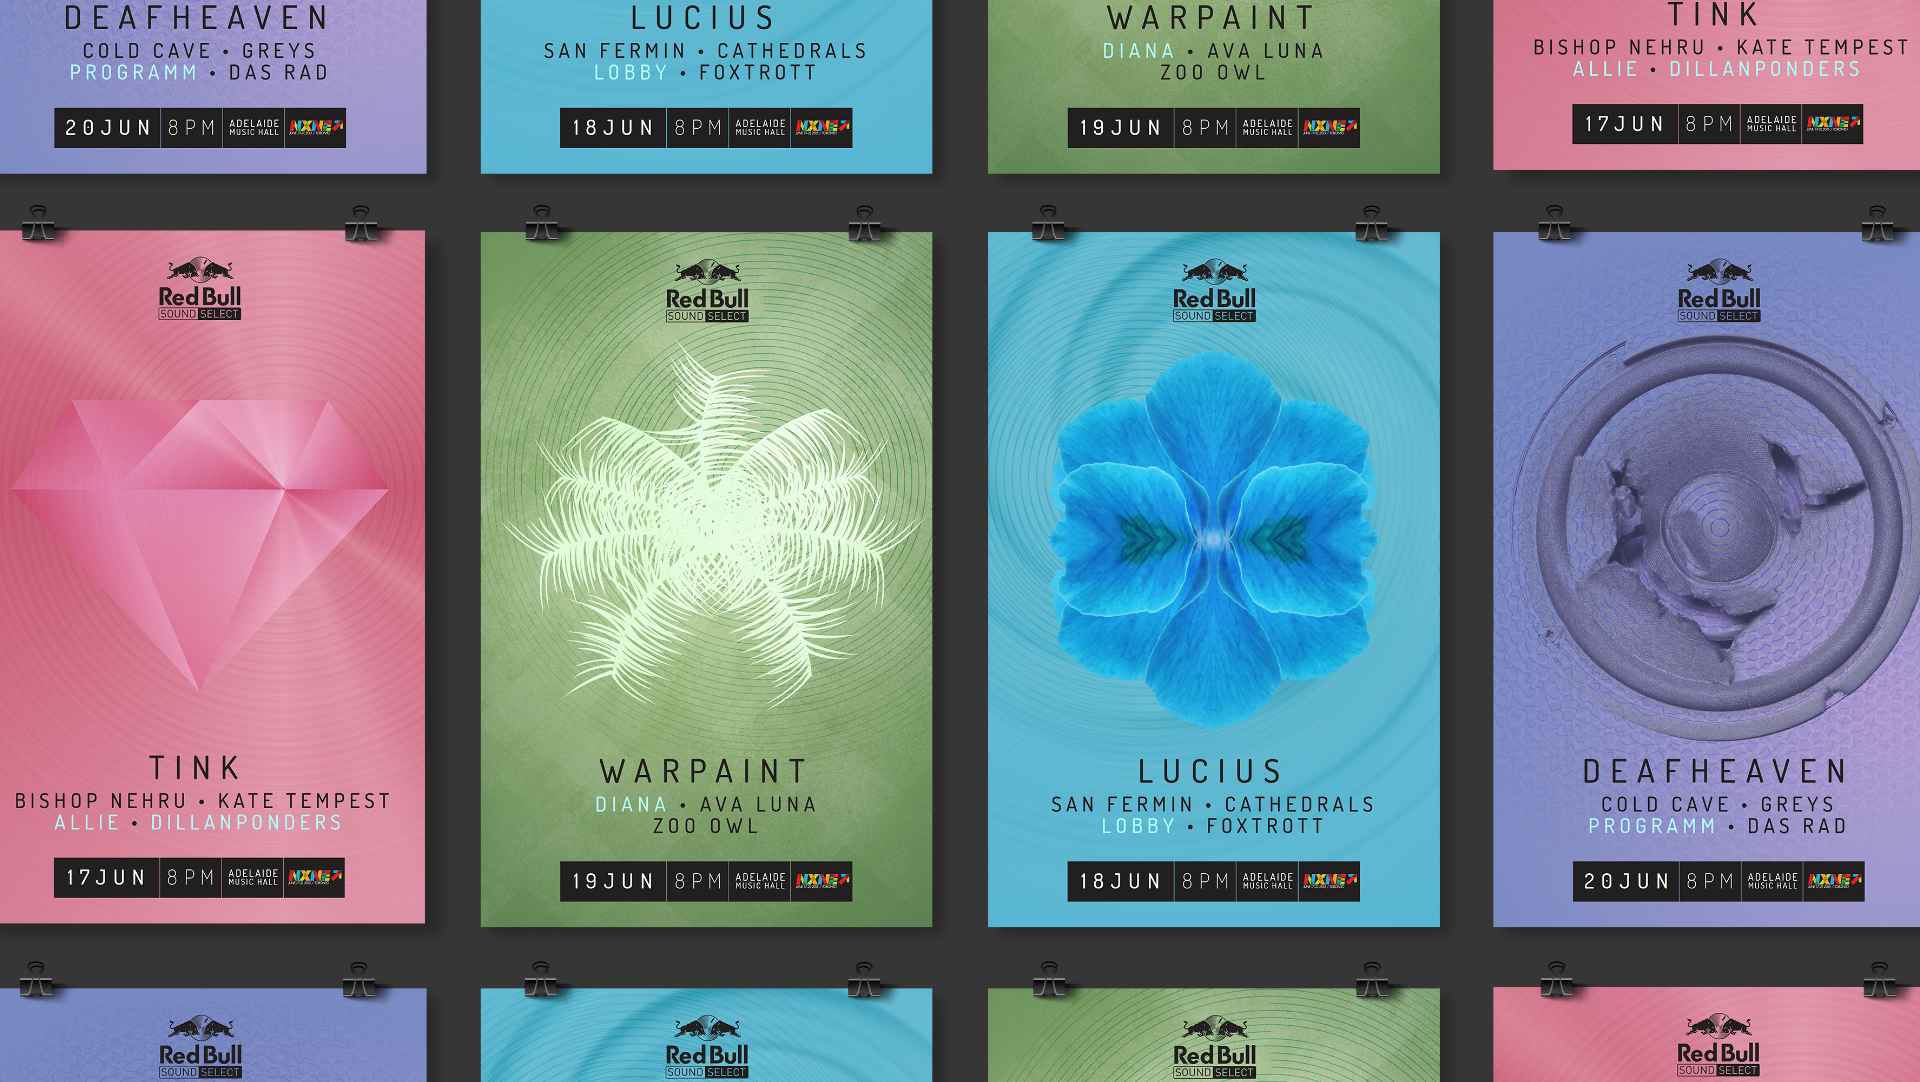 DEAFHEAVEN
COLD CAVE • GREYS
PROGRAMM • DAS RAD
20JUN 8PM ADELAIDE MUSIC HALL NXNE
LUCIUS
SAN FERMIN • CATHEDRALS
LOBBY • FOXTROTT
18JUN 8PM ADELAIDE MUSIC HALL NXNE
WARPAINT
DIANA • AVA LUNA
ZOO OWL
19JUN 8PM ADELAIDE MUSIC HALL NXNE
TINK
BISHOP NEHRU • KATE TEMPEST
ALLIE • DILLANPONDERS
17JUN 8PM ADELAIDE MUSIC HALL NXNE
Red Bull
SOUND SELECT
TINK
BISHOP NEHRU • KATE TEMPEST
ALLIE • DILLANPONDERS
17JUN 8PM ADELAIDE MUSIC HALL NXNE
Red Bull
SOUND SELECT
WARPAINT
DIANA • AVA LUNA
ZOO OWL
19JUN 8PM ADELAIDE MUSIC HALL NXNE
Red Bull
SOUND SELECT
LUCIUS
SAN FERMIN • CATHEDRALS
LOBBY • FOXTROTT
18JUN 8PM ADELAIDE MUSIC HALL NXNE
Red Bull
SOUND SELECT
DEAFHEAVEN
COLD CAVE • GREYS
PROGRAMM • DAS RAD
20JUN 8PM ADELAIDE MUSIC HALL NXNE
Red Bull
SOUND SELECT
Red Bull
SOUND SELECT
Red Bull
SOUND SELECT
Red Bull
SOUND SELECT